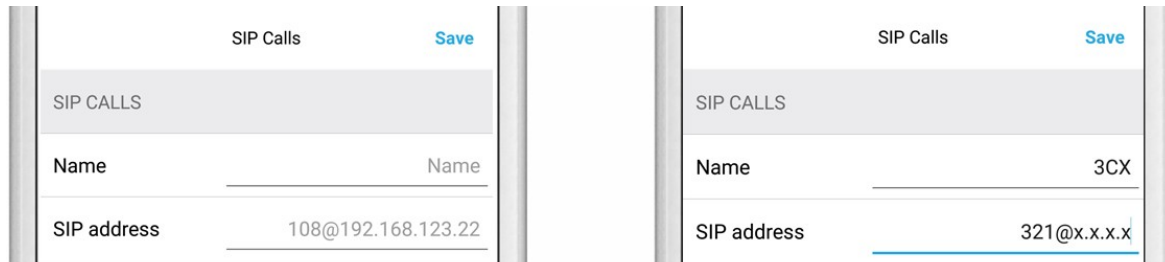 SIP Calls Save
SIP CALLS
Name Name
SIP address 108@192.168.123.22
SIP Calls Save
SIP CALLS
Name 3CX
SIP address 321@x.x.x.x